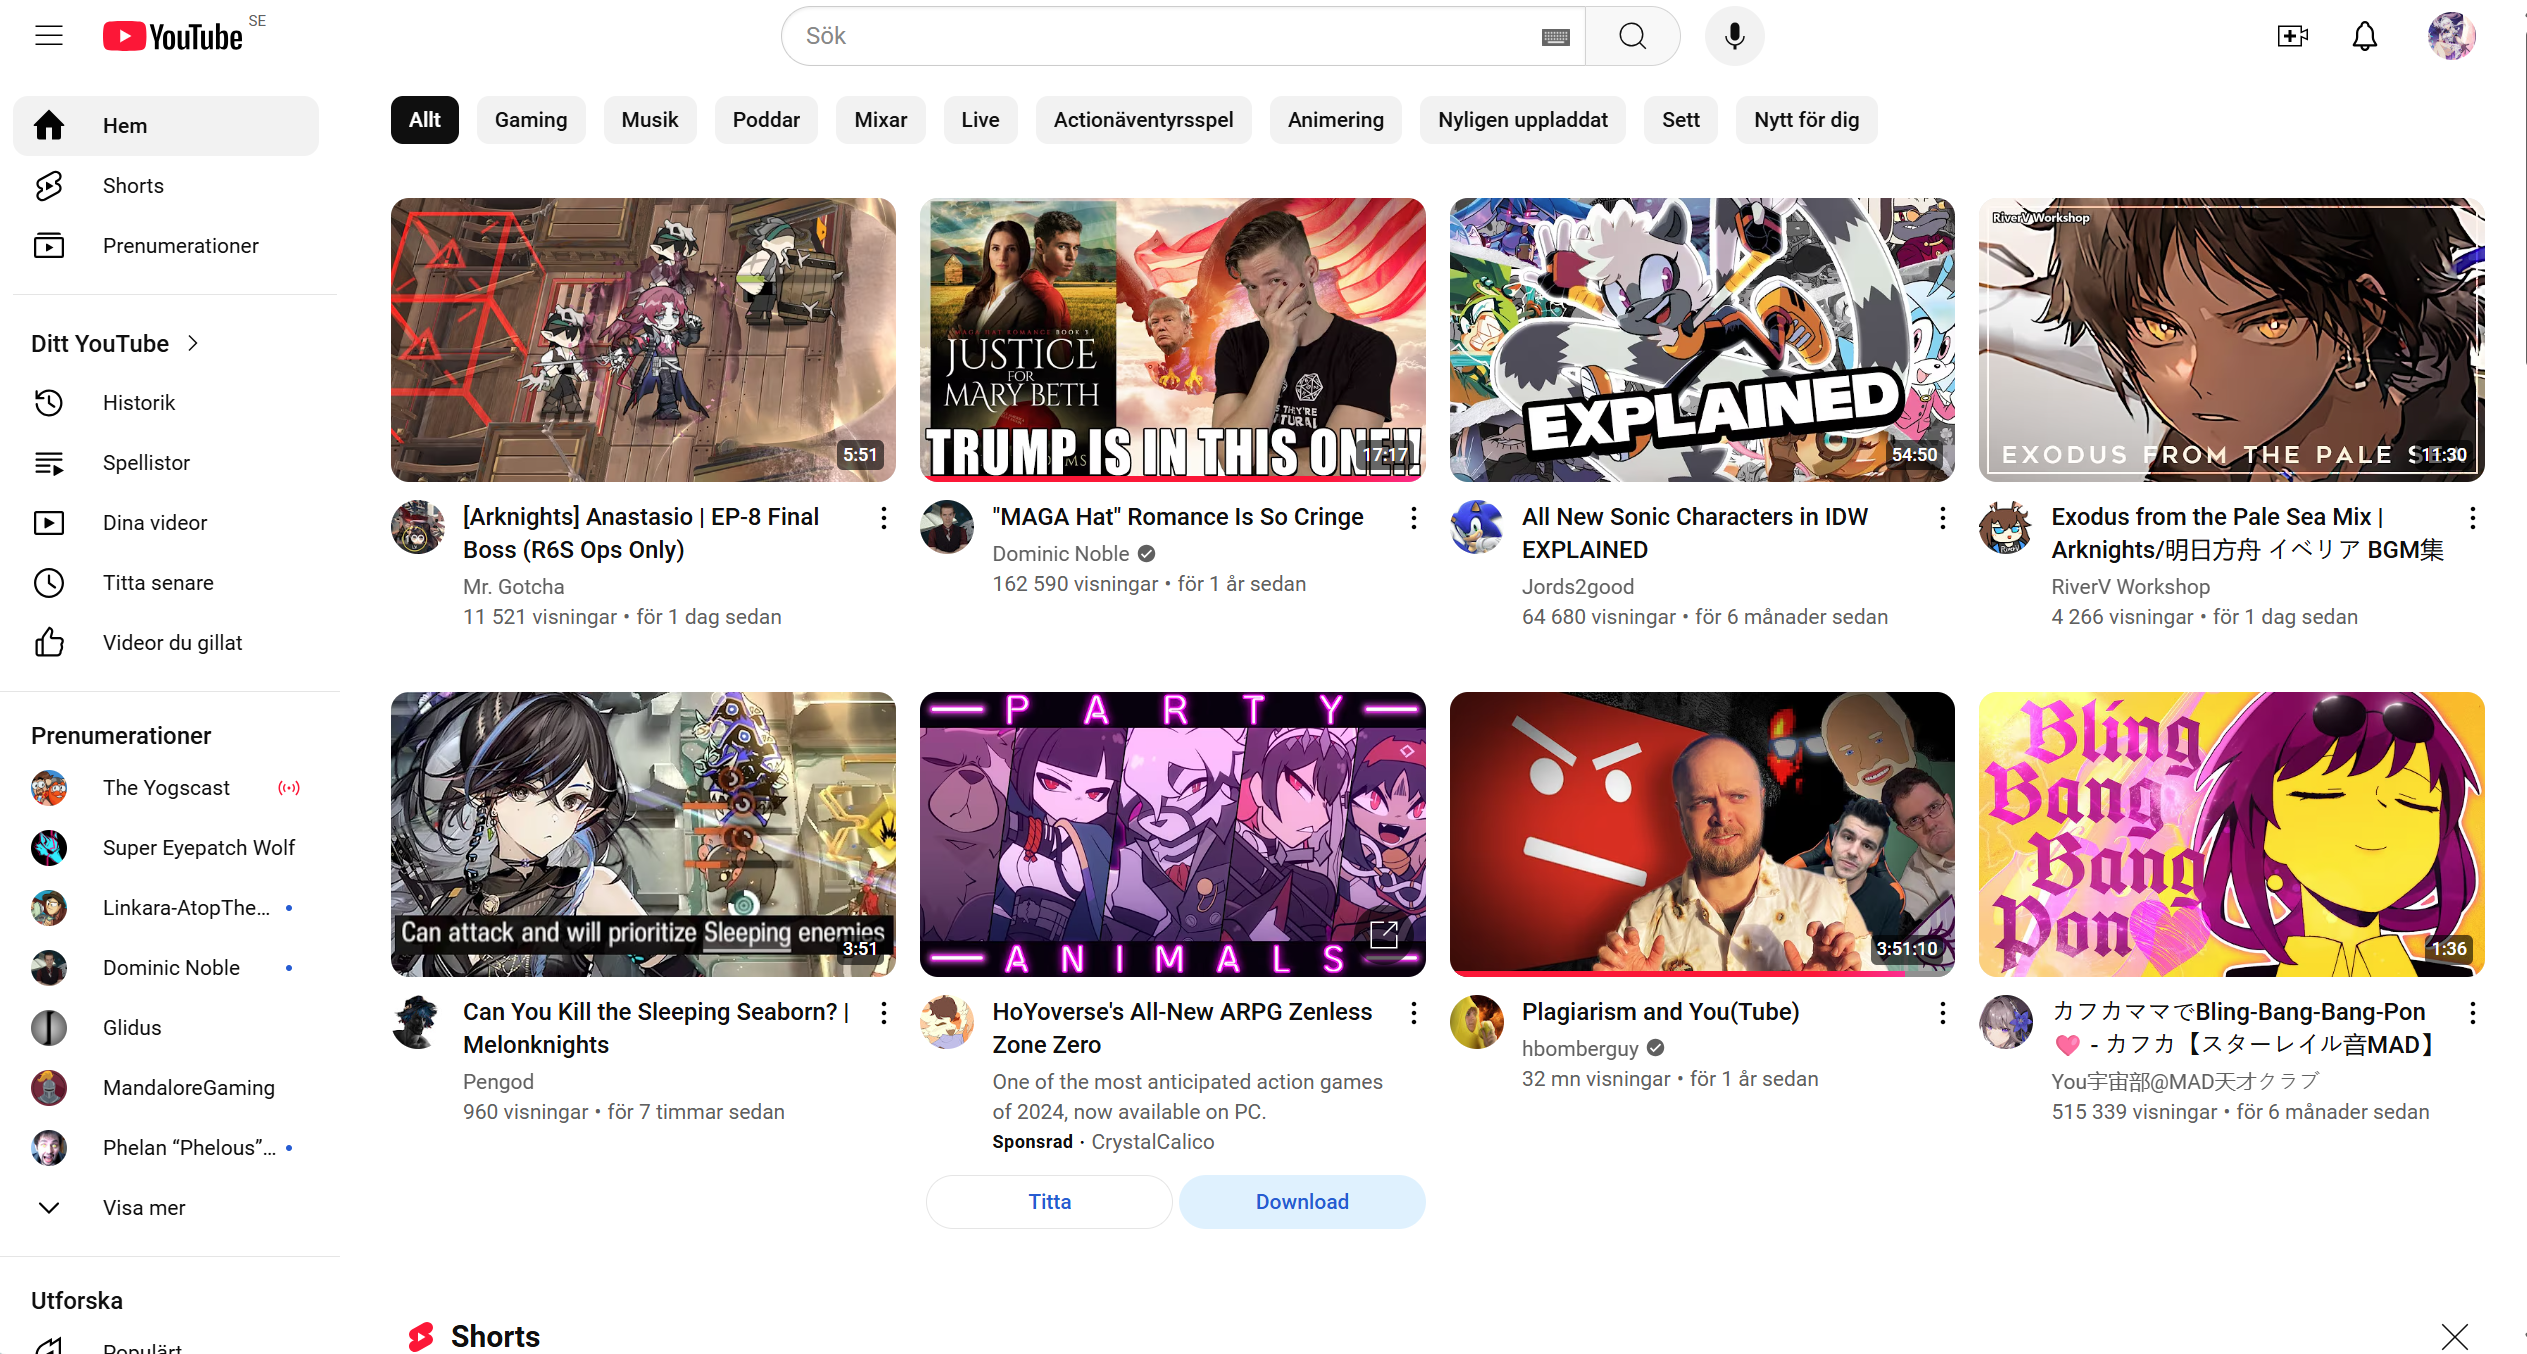 YouTube SE
Sök
Hem
Shorts
Prenumerationer
Ditt YouTube
Historik
Spellistor
Dina videor
Titta senare
Videor du gillat
Prenumerationer
The Yogscast
Super Eyepatch Wolf
Linkara-AtopThe...
Dominic Noble
Glidus
MandaloreGaming
Phelan “Phelous”...
Visa mer
Utforska
Populärt
Allt
Gaming
Musik
Poddar
Mixar
Live
Actionäventyrsspel
Animering
Nyligen uppladdat
Sett
Nytt för dig
5:51
[Arknights] Anastasio | EP-8 Final
Boss (R6S Ops Only)
Mr. Gotcha
11 521 visningar • för 1 dag sedan
MAGA HAT ROMANCE BOOK 3
JUSTICE
FOR
MARY BETH
TRUMP IS IN THIS ONE!!!
17:17
"MAGA Hat" Romance Is So Cringe
Dominic Noble
162 590 visningar • för 1 år sedan
EXPLAINED
54:50
All New Sonic Characters in IDW
EXPLAINED
Jords2good
64 680 visningar • för 6 månader sedan
RiverV Workshop
EXODUS FROM THE PALE
11:30
Exodus from the Pale Sea Mix |
Arknights/明日方舟 イベリア BGM集
RiverV Workshop
4 266 visningar • för 1 dag sedan
Can attack and will prioritize Sleeping enemies
3:51
Can You Kill the Sleeping Seaborn? |
Melonknights
Pengod
960 visningar • för 7 timmar sedan
PARTY
ANIMALS
HoYoverse's All-New ARPG Zenless
Zone Zero
One of the most anticipated action games
of 2024, now available on PC.
Sponsrad · CrystalCalico
Titta
Download
3:51:10
Plagiarism and You(Tube)
hbomberguy
32 mn visningar • för 1 år sedan
Bling
Bang
Bang
Pon
1:36
カフカママでBling-Bang-Bang-Pon
🩷 - カフカ【スターレイル音MAD】
You宇宙部@MAD天才クラブ
515 339 visningar • för 6 månader sedan
Shorts